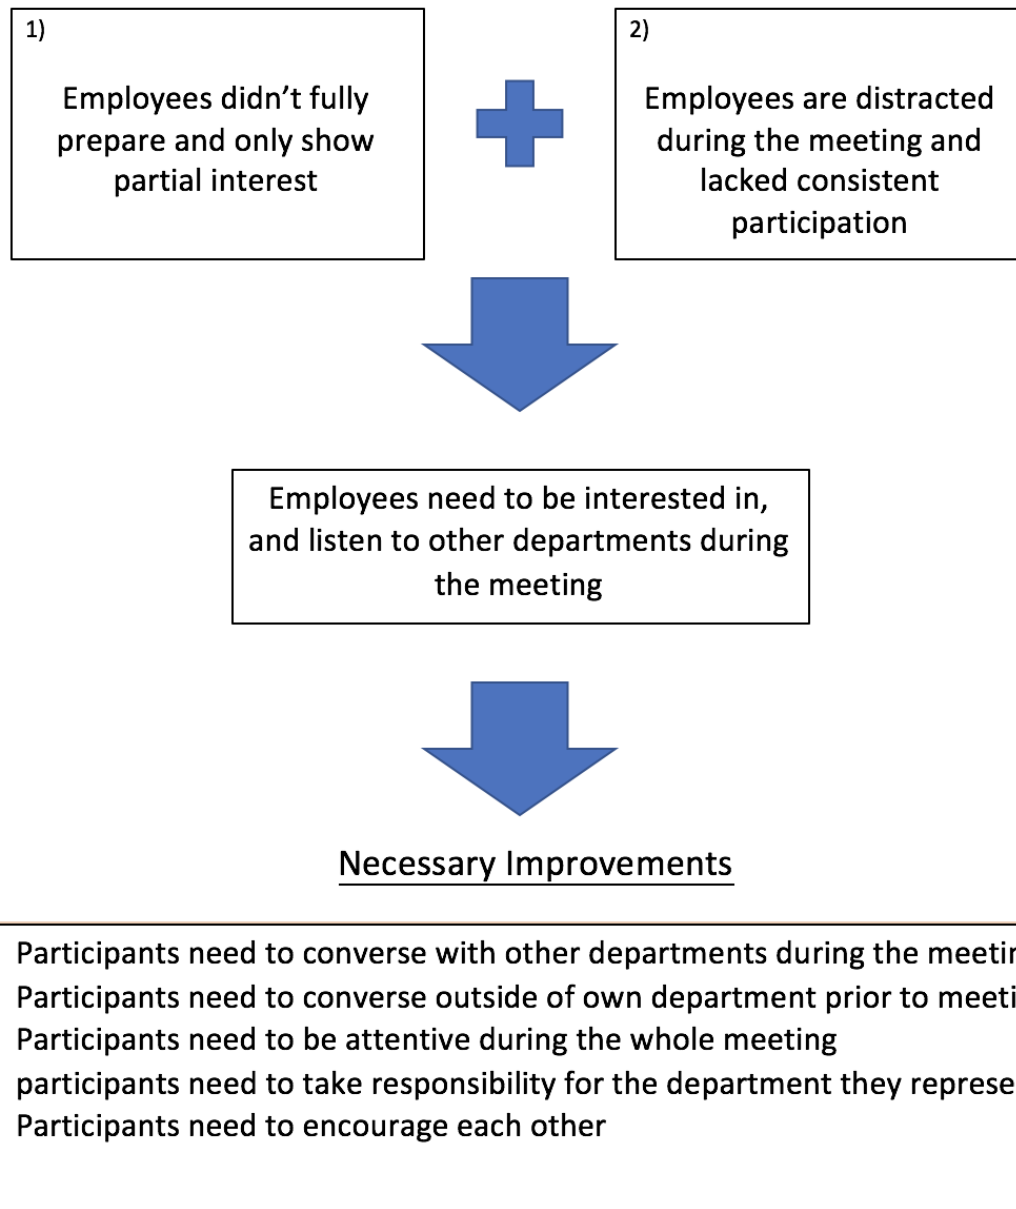 1)
Employees didn’t fully
prepare and only show
partial interest
2)
Employees are distracted
during the meeting and
lacked consistent
participation
Employees need to be interested in,
and listen to other departments during
the meeting
Necessary Improvements
Participants need to converse with other departments during the
Participants need to converse outside of own department prior to
Participants need to be attentive during the whole meeting
participants need to take responsibility for the department they
Participants need to encourage each other